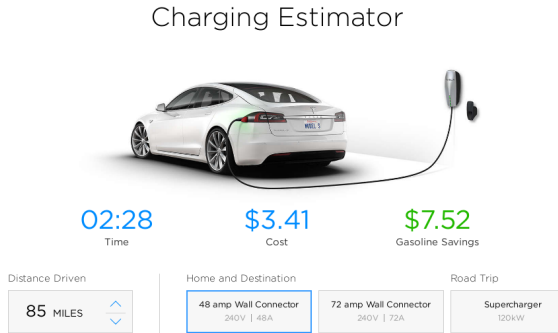 Charging Estimator
MODEL S
02:28
$3.41
$7.52
Time
Cost
Gasoline Savings
Distance Driven
Home and Destination
Road Trip
85 MILES
48 amp Wall Connector
240V | 48A
72 amp Wall Connector
240V | 72A
Supercharger
120kW